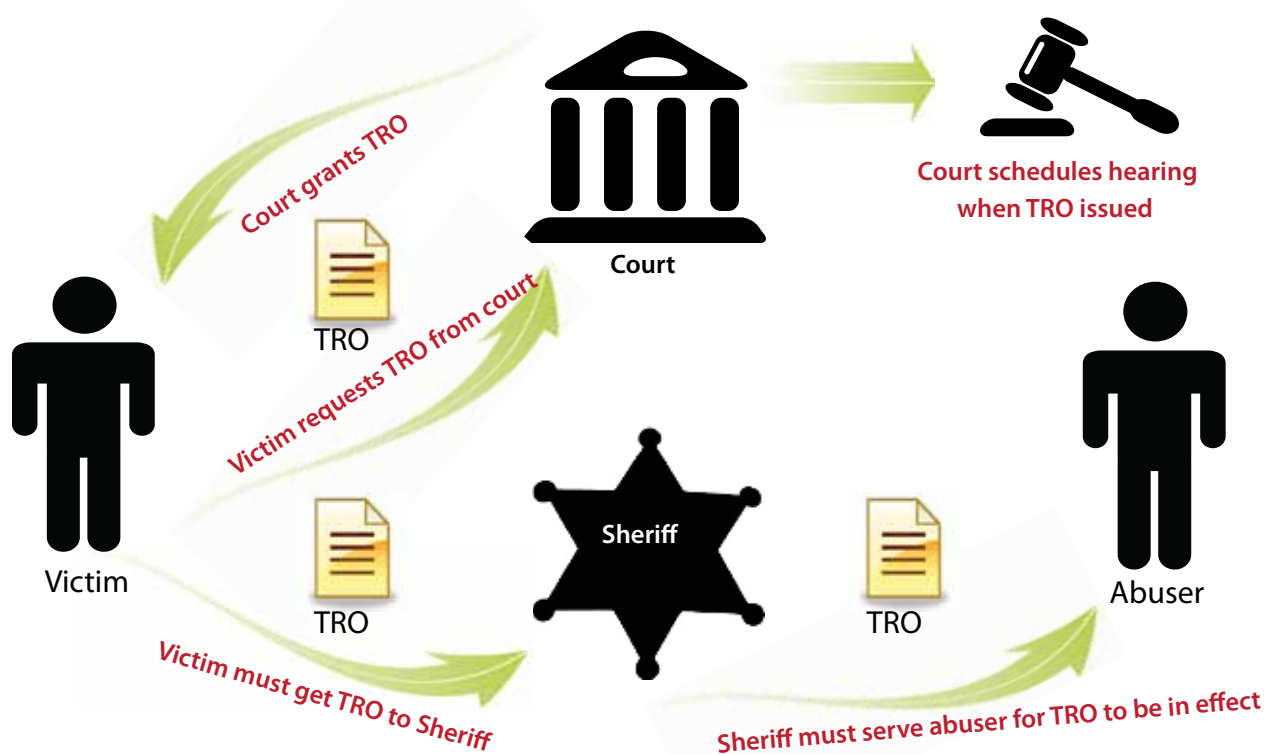 Court grants TRO
TRO
Victim requests TRO from court
Court
Court schedules hearing
when TRO issued
Victim
TRO
Victim must get TRO to Sheriff
Sheriff
TRO
Sheriff must serve abuser for TRO to be in effect
Abuser